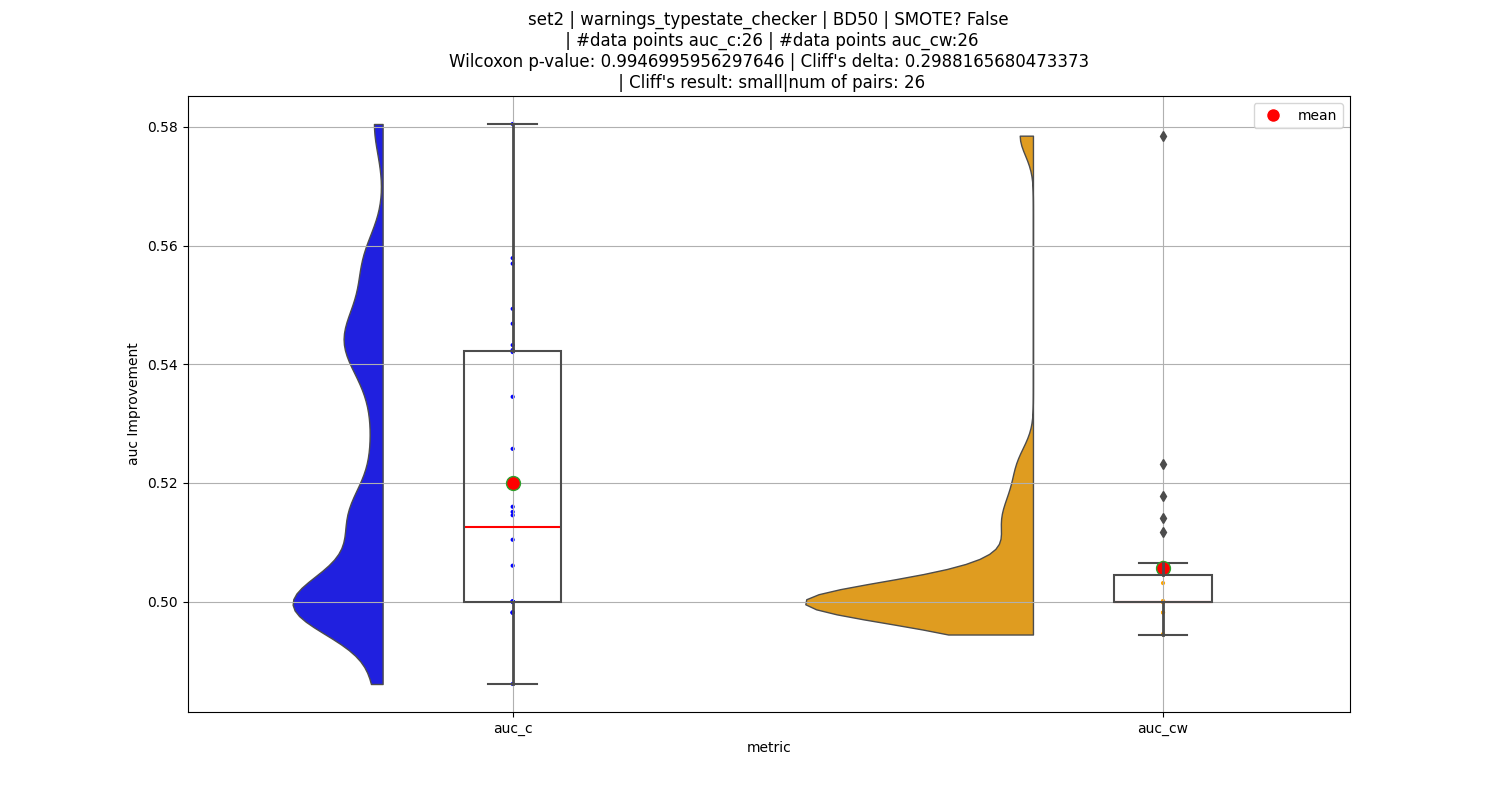 set2 | warnings_typestate_checker | BD50 | SMOTE? False
| #data points auc_c:26 | #data points auc_cw:26
Wilcoxon p-value: 0.9946995956297646 | Cliff's delta: 0.2988165680473373
| Cliff's result: small|num of pairs: 26
mean
0.58
0.56
0.54
0.52
0.50
auc Improvement
auc_c
auc_cw
metric